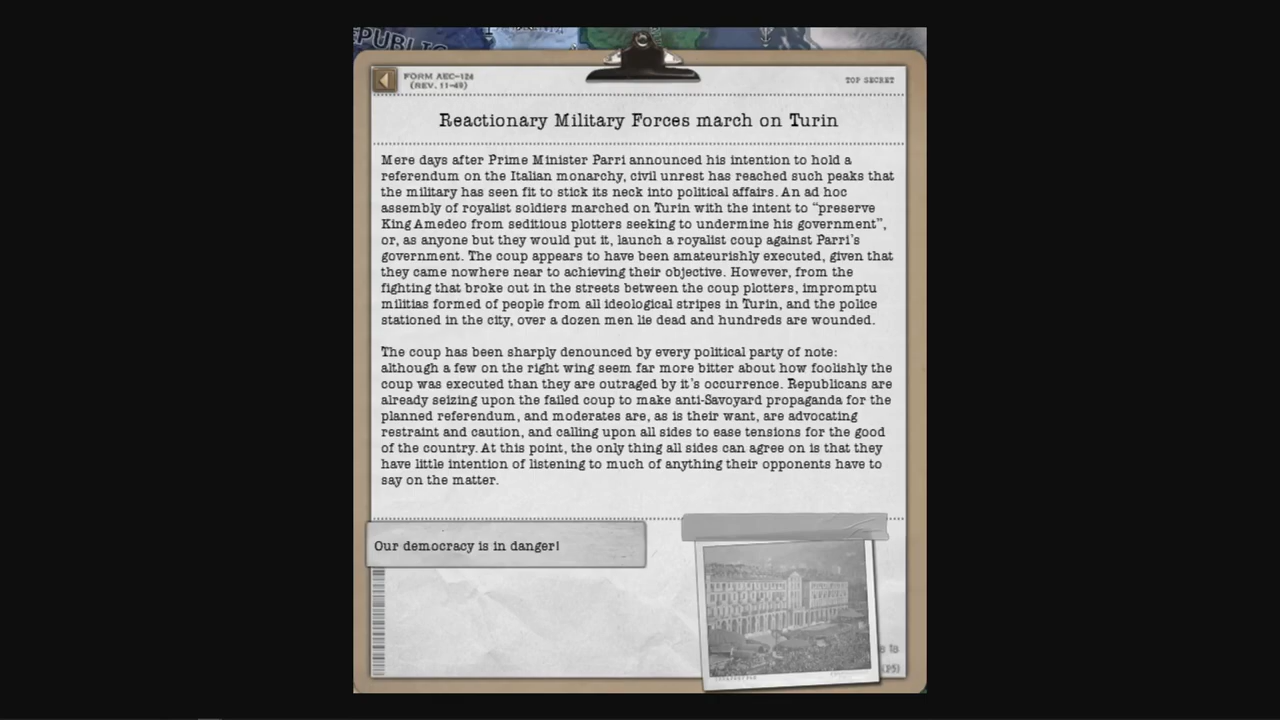 PUBLIC
FORM AEC-124
(REV. 11-49)
TOP SECRET
Reactionary Military Forces march on Turin
Mere days after Prime Minister Parri announced his intention to hold a
referendum on the Italian monarchy, civil unrest has reached such peaks that
the military has seen fit to stick its neck into political affairs. An ad hoc
assembly of royalist soldiers marched on Turin with the intent to “preserve
King Amedeo from seditious plotters seeking to undermine his government”,
or, as anyone but they would put it, launch a royalist coup against Parri's
government. The coup appears to have been amateurishly executed, given that
they came nowhere near to achieving their objective. However, from the
fighting that broke out in the streets between the coup plotters, impromptu
militias formed of people from all ideological stripes in Turin, and the police
stationed in the city, over a dozen men lie dead and hundreds are wounded.
The coup has been sharply denounced by every political party of note:
although a few on the right wing seem far more bitter about how foolishly the
coup was executed than they are outraged by it's occurrence. Republicans are
already seizing upon the failed coup to make anti-Savoyard propaganda for the
planned referendum, and moderates are, as is their want, are advocating
restraint and caution, and calling upon all sides to ease tensions for the good
of the country. At this point, the only thing all sides can agree on is that they
have little intention of listening to much of anything their opponents have to
say on the matter.
Our democracy is in danger!